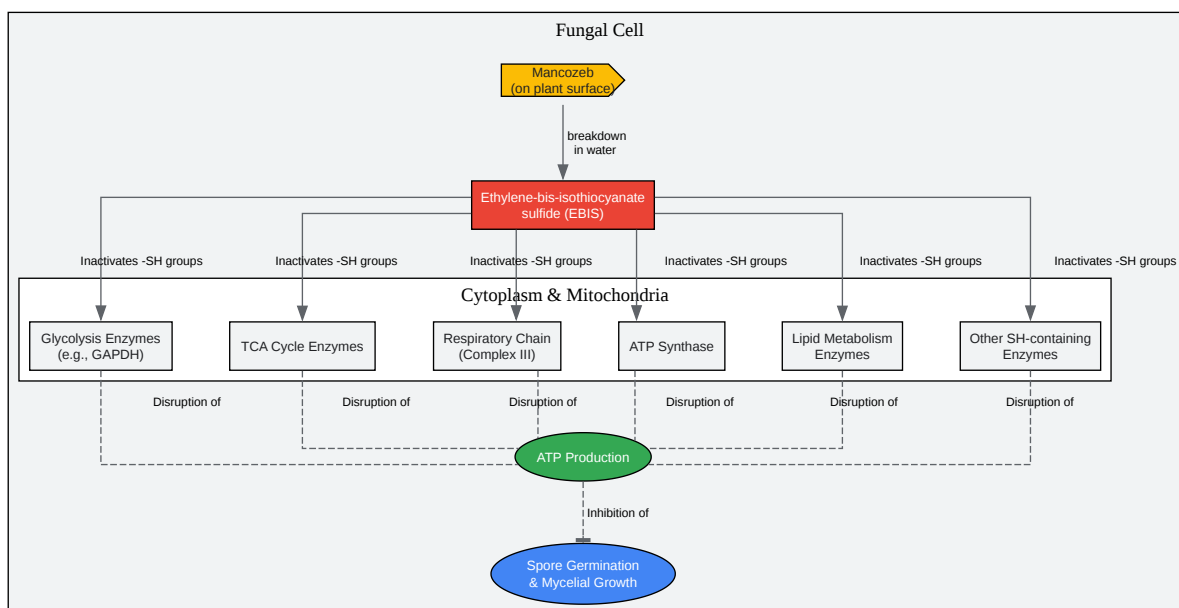 Fungal Cell
Mancozeb
(on plant surface)
breakdown
in water
Ethylene-bis-isothiocyanate
sulfide (EBIS)
Inactivates -SH groups
Inactivates -SH groups
Inactivates -SH groups
Inactivates -SH groups
Inactivates -SH groups
Inactivates -SH groups
Cytoplasm & Mitochondria
Glycolysis Enzymes
(e.g., GAPDH)
TCA Cycle Enzymes
Respiratory Chain
(Complex III)
ATP Synthase
Lipid Metabolism
Enzymes
Other SH-containing
Enzymes
Disruption of
Disruption of
Disruption of
Disruption of
Disruption of
Disruption of
ATP Production
Inhibition of
Spore Germination
& Mycelial Growth